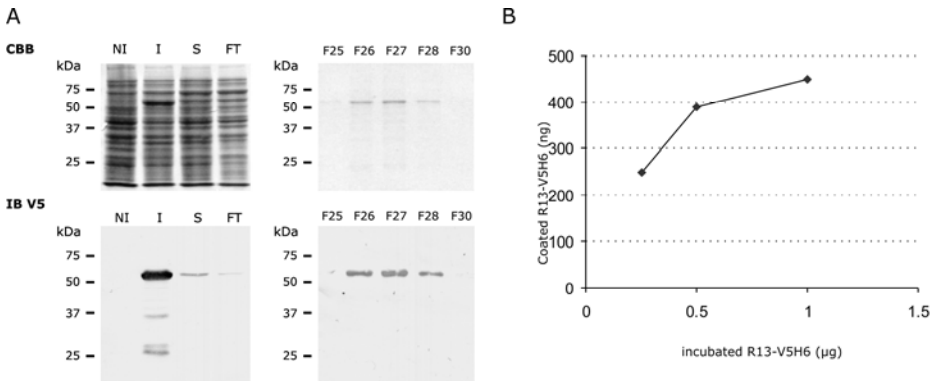 A
CBB
NI I S FT
kDa
75
50
37
25
F25 F26 F27 F28 F30
kDa
75
50
37
25
IB V5
NI I S FT
kDa
75
50
37
25
F25 F26 F27 F28 F30
kDa
75
50
37
25
B
Coated R13-V5H6 (ng)
500
400
300
200
100
0
0 0.5 1 1.5
incubated R13-V5H6 (µg)